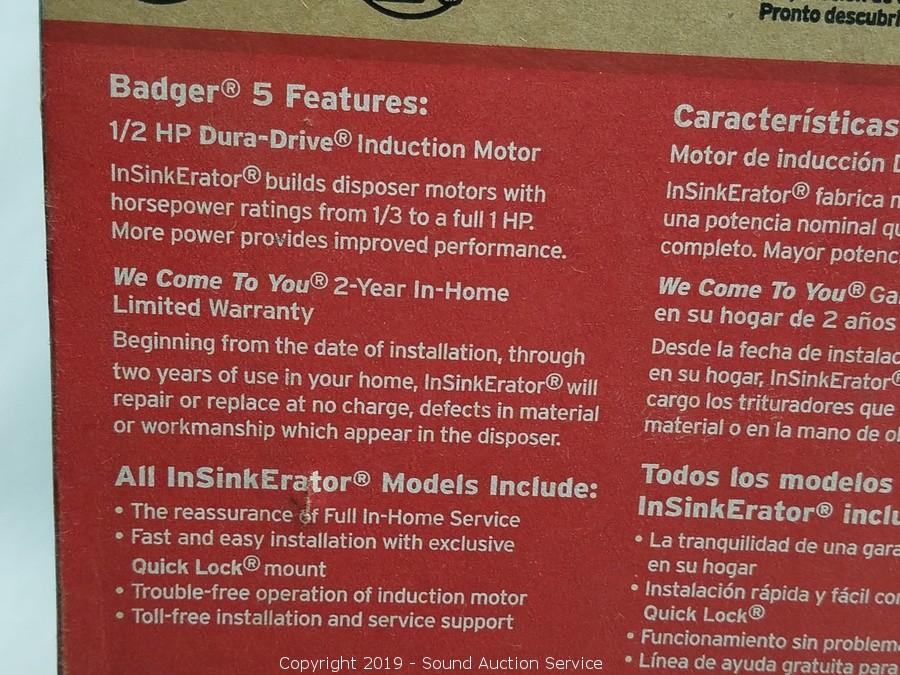 Pronto
Badger® 5 Features:
1/2 HP Dura-Drive® Induction Motor
InSinkErator® builds disposer motors with
horsepower ratings from 1/3 to a full 1 HP.
More power provides improved performance.
We Come To You® 2-Year In-Home
Limited Warranty
Beginning from the date of installation, through
two years of use in your home, InSinkErator® will
repair or replace at no charge, defects in material
or workmanship which appear in the disposer.
All InSinkErator® Models Include:
• The reassurance of Full In-Home Service
• Fast and easy installation with exclusive
Quick Lock® mount
• Trouble-free operation of induction motor
• Toll-free installation and service support
Características
Motor de inducción
InSinkErator® fabrica
una potencia nominal
completo. Mayor
We Come To You®
en su hogar de 2 años
Desde la fecha de
en su hogar, InSinkErator®
cargo los trituradores que
material o en la mano de
Todos los modelos
InSinkErator®
• La tranquilidad de una
en su hogar
• Instalación rápida y fácil
Quick Lock®
• Funcionamiento sin
• Línea de ayuda gratuita para
Copyright 2019 - Sound Auction Service